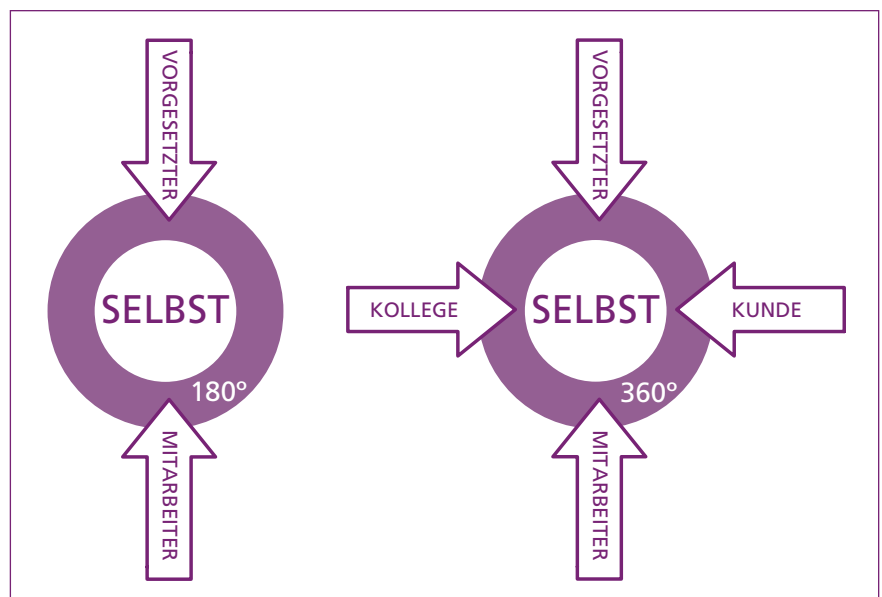 VORGESETZTER
SELBST
180°
MITARBEITER
VORGESETZTER
KOLLEGE
SELBST
KUNDE
360°
MITARBEITER